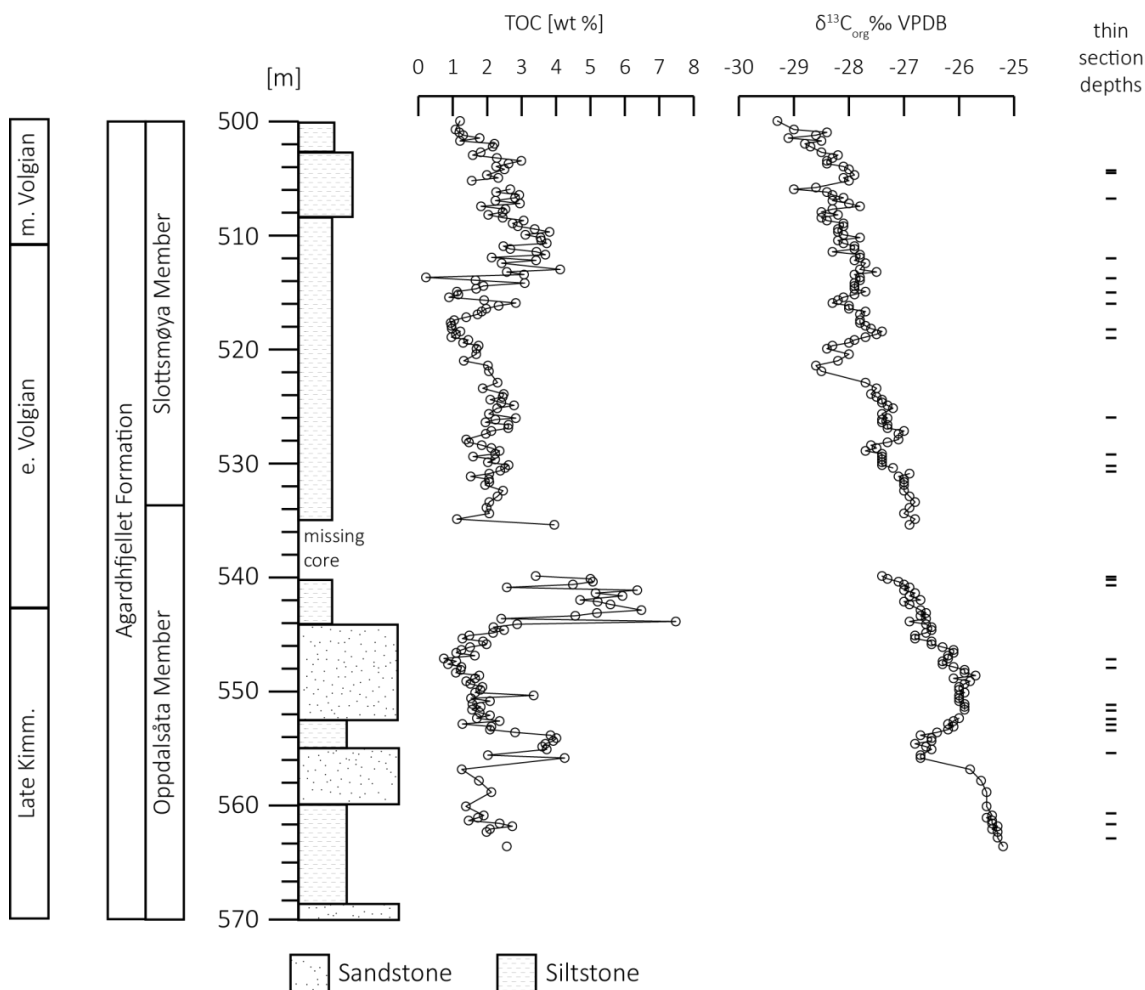 TOC [wt %]
δ¹³Corg‰ VPDB
thin
section
depths
[m]
0 1 2 3 4 5 6 7 8
-30 -29 -28 -27 -26 -25
500
510
520
530
540
550
560
570
m. Volgian
e. Volgian
Late Kimm.
Agardhfjellet Formation
Slottsmøya Member
Oppdalsåta Member
missing
core
Sandstone
Siltstone